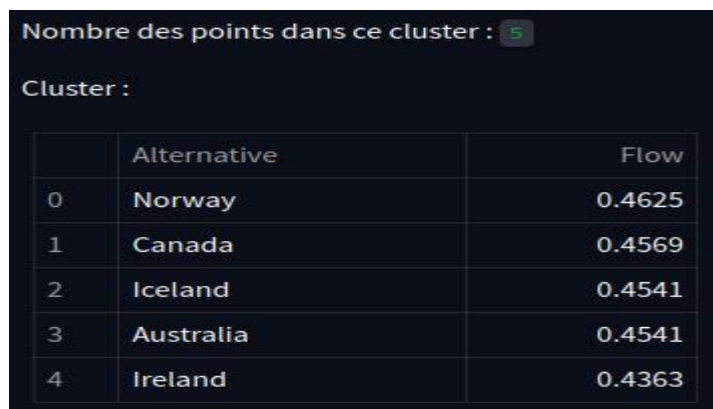 Nombre des points dans ce cluster : 5
Cluster :
Alternative Flow
0 Norway 0.4625
1 Canada 0.4569
2 Iceland 0.4541
3 Australia 0.4541
4 Ireland 0.4363